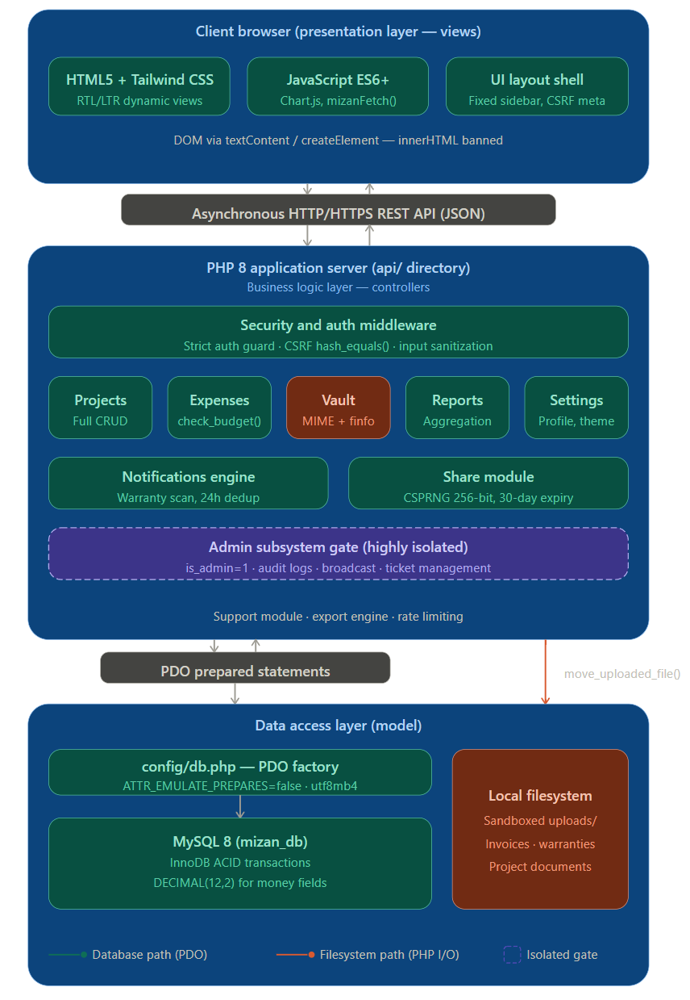 Client browser (presentation layer — views)
HTML5 + Tailwind CSS
RTL/LTR dynamic views
JavaScript ES6+
Chart.js, mizanFetch()
UI layout shell
Fixed sidebar, CSRF meta
DOM via textContent / createElement — innerHTML banned
Asynchronous HTTP/HTTPS REST API (JSON)
PHP 8 application server (api/ directory)
Business logic layer — controllers
Security and auth middleware
Strict auth guard · CSRF hash_equals() · input sanitization
Projects
Full CRUD
Expenses
check_budget()
Vault
MIME + finfo
Reports
Aggregation
Settings
Profile, theme
Notifications engine
Warranty scan, 24h dedup
Share module
CSPRNG 256-bit, 30-day expiry
Admin subsystem gate (highly isolated)
is_admin=1 · audit logs · broadcast · ticket management
Support module · export engine · rate limiting
PDO prepared statements
move_uploaded_file()
Data access layer (model)
config/db.php — PDO factory
ATTR_EMULATE_PREPARES=false · utf8mb4
MySQL 8 (mizan_db)
InnoDB ACID transactions
DECIMAL(12,2) for money fields
Local filesystem
Sandboxed uploads/
Invoices · warranties
Project documents
Database path (PDO)
Filesystem path (PHP I/O)
Isolated gate